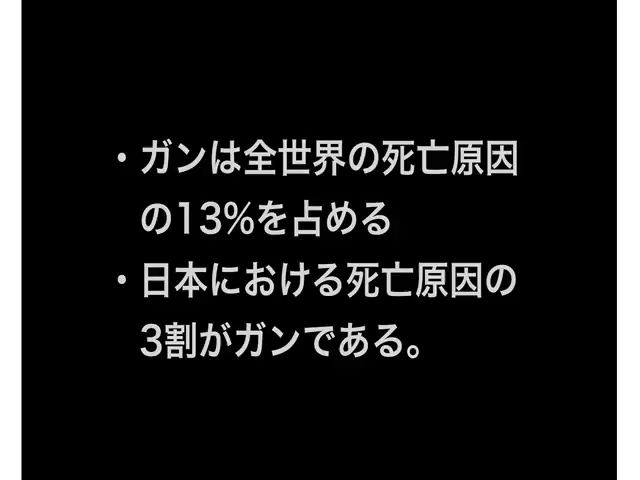 ・ガンは全世界の死亡原因
の13%を占める
・日本における死亡原因の
3割がガンである。